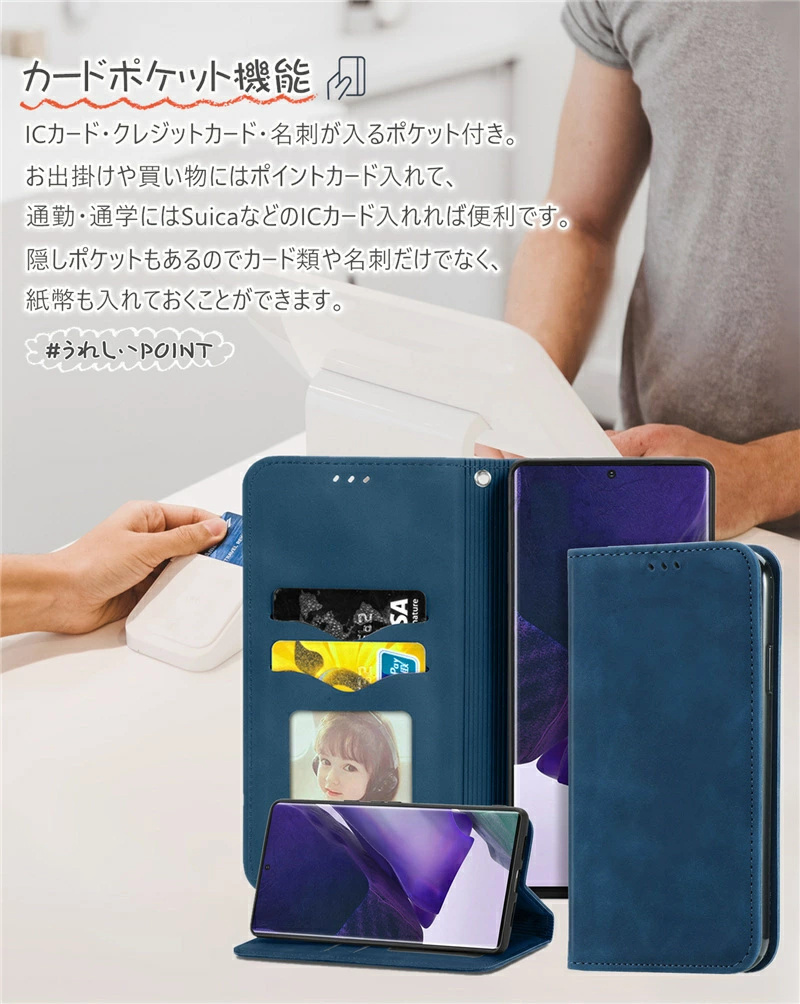 カードポケット機能
ICカード・クレジットカード・名刺が入るポケット付き。
お出掛けや買い物にはポイントカード入れて、
通勤・通学にはSuicaなどのICカード入れれば便利です。
隠しポケットもあるのでカード類や名刺だけでなく、
紙幣も入れておくことができます。
#うれしいPOINT